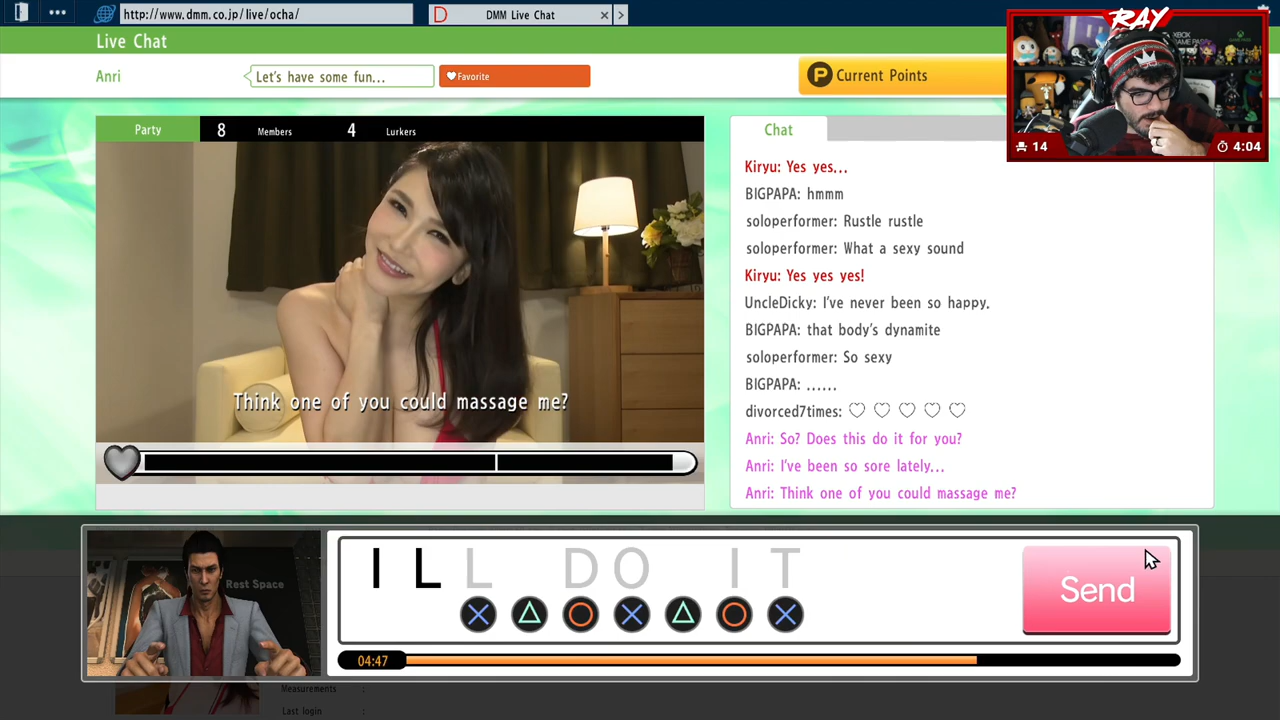 http://www.dmm.co.jp/live/ocha/
DMM Live Chat
RAY
Live Chat
Anri
Let's have some fun...
Favorite
P Current Points
14
4:04
Party
8 Members
4 Lurkers
Chat
Kiryu: Yes yes...
BIGPAPA: hmmm
soloperformer: Rustle rustle
soloperformer: What a sexy sound
Kiryu: Yes yes yes!
UncleDicky: I've never been so happy.
BIGPAPA: that body's dynamite
soloperformer: So sexy
BIGPAPA: ......
divorced7times: ♡ ♡ ♡ ♡ ♡
Anri: So? Does this do it for you?
Anri: I've been so sore lately...
Anri: Think one of you could massage me?
Think one of you could massage me?
Rest Space
ILL DO IT
Send
04:47
Measurements :
Last login :